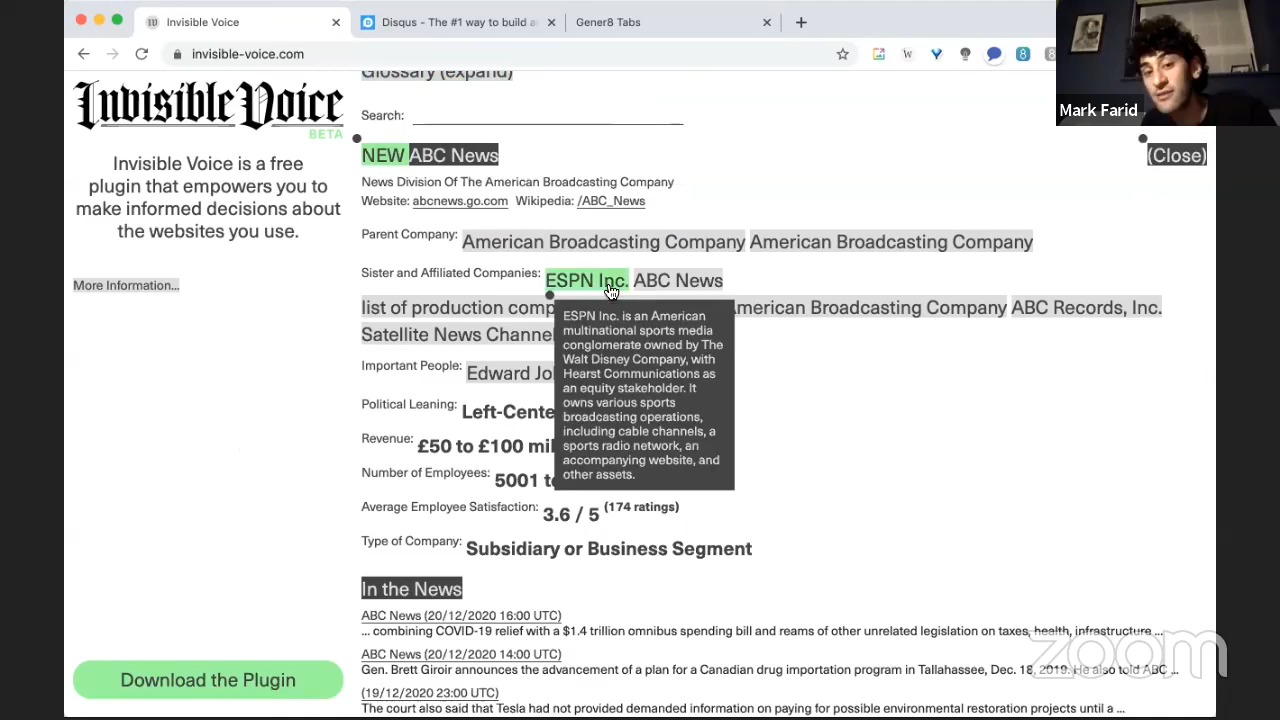 Invisible Voice
Disqus - The #1 way to build a
Gener8 Tabs
invisible-voice.com
Mark Farid
Invisible Voice
BETA
Invisible Voice is a free
plugin that empowers you to
make informed decisions about
the websites you use.
More Information...
Download the Plugin
Glossary (expand)
Search:
NEW ABC News
(Close)
News Division Of The American Broadcasting Company
Website: abcnews.go.com Wikipedia: /ABC_News
Parent Company: American Broadcasting Company American Broadcasting Company
Sister and Affiliated Companies: ESPN Inc. ABC News
list of production comp American Broadcasting Company ABC Records, Inc.
Satellite News Channel
ESPN Inc. is an American
multinational sports media
conglomerate owned by The
Walt Disney Company, with
Hearst Communications as
an equity stakeholder. It
owns various sports
broadcasting operations,
including cable channels, a
sports radio network, an
accompanying website, and
other assets.
Important People: Edward Jo
Political Leaning: Left-Cente
Revenue: £50 to £100 mil
Number of Employees: 5001 to
Average Employee Satisfaction: 3.6 / 5 (174 ratings)
Type of Company: Subsidiary or Business Segment
In the News
ABC News (20/12/2020 16:00 UTC)
... combining COVID-19 relief with a $1.4 trillion omnibus spending bill and reams of other unrelated legislation on taxes, health, infrastructure ...
ABC News (20/12/2020 14:00 UTC)
Gen. Brett Giroir announces the advancement of a plan for a Canadian drug importation program in Tallahassee, Dec. 18, 2019. He also told ABC ...
(19/12/2020 23:00 UTC)
The court also said that Tesla had not provided demanded information on paying for possible environmental restoration projects until a ...
zoom